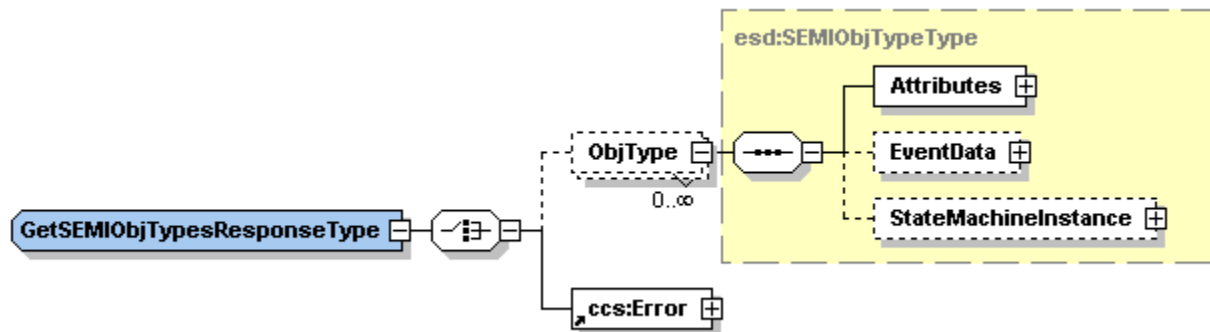 esd:SEMIObjTypeType
Attributes
ObjType
EventData
0..∞
StateMachineInstance
GetSEMIObjTypesResponseType
ccs:Error